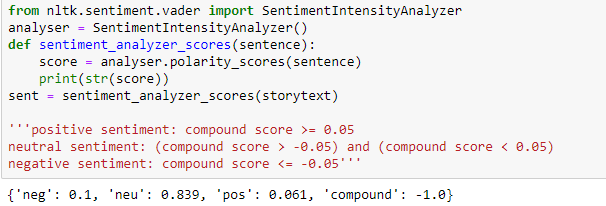 from nltk.sentiment.vader import SentimentIntensityAnalyzer
analyser = SentimentIntensityAnalyzer()
def sentiment_analyzer_scores(sentence):
    score = analyser.polarity_scores(sentence)
    print(str(score))
sent = sentiment_analyzer_scores(storytext)
'''positive sentiment: compound score >= 0.05
neutral sentiment: (compound score > -0.05) and (compound score < 0.05)
negative sentiment: compound score <= -0.05'''
{'neg': 0.1, 'neu': 0.839, 'pos': 0.061, 'compound': -1.0}